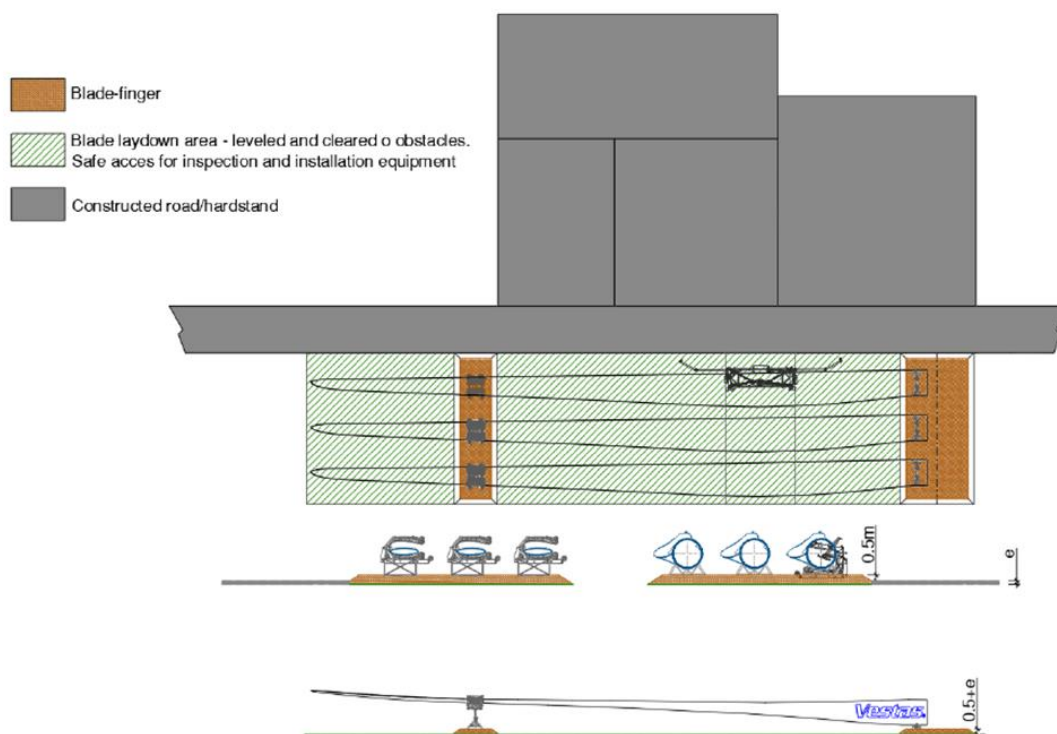 Blade-finger
Blade laydown area - leveled and cleared o obstacles.
Safe acces for inspection and installation equipment
Constructed road/hardstand
0.5m
e
Vestas.
0.5+e